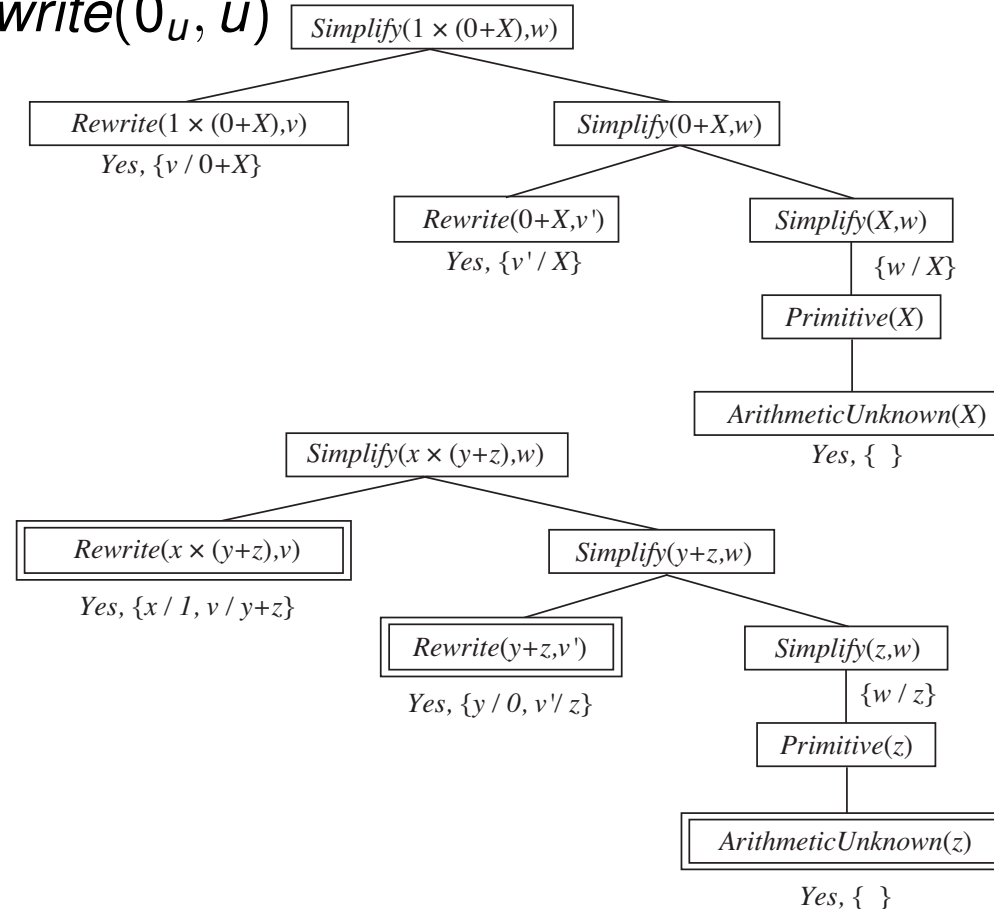 write(0ᵤ, u)
Simplify(1 × (0+X),w)
Rewrite(1 × (0+X),v)
Yes, {v / 0+X}
Simplify(0+X,w)
Rewrite(0+X,v')
Yes, {v' / X}
Simplify(X,w)
{w / X}
Primitive(X)
ArithmeticUnknown(X)
Yes, { }
Simplify(x × (y+z),w)
Rewrite(x × (y+z),v)
Yes, {x / 1, v / y+z}
Simplify(y+z,w)
Rewrite(y+z,v')
Yes, {y / 0, v'/ z}
Simplify(z,w)
{w / z}
Primitive(z)
ArithmeticUnknown(z)
Yes, { }